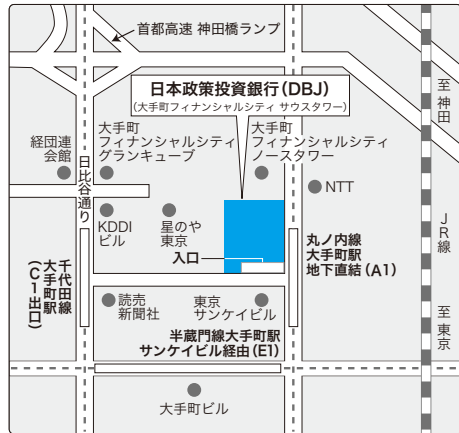 首都高速 神田橋ランプ
日本政策投資銀行(DBJ)
(大手町フィナンシャルシティ サウスタワー)
至神田
経団連
会館
日比谷通り
大手町
フィナンシャルシティ
グランキューブ
大手町
フィナンシャルシティ
ノースタワー
NTT
KDDI
ビル
星のや
東京
入口
丸ノ内線
大手町駅
地下直結(A1)
JR線
千代田線
大手町駅
(C1出口)
読売
新聞社
東京
サンケイビル
至東京
半蔵門線大手町駅
サンケイビル経由(E1)
大手町ビル